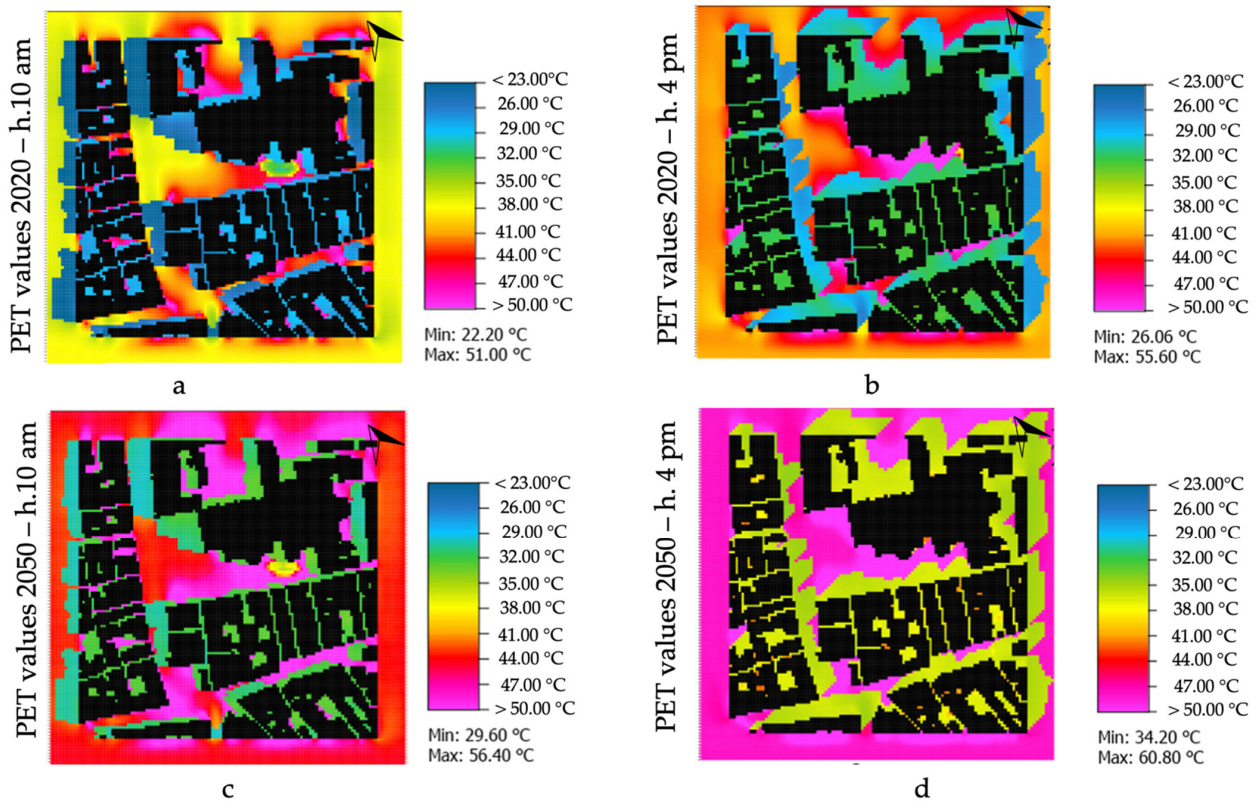 PET values 2020 – h.10 am
< 23.00°C
26.00 °C
29.00 °C
32.00 °C
35.00 °C
38.00 °C
41.00 °C
44.00 °C
47.00 °C
> 50.00 °C
Min: 22.20 °C
Max: 51.00 °C
a
PET values 2020 – h. 4 pm
< 23.00 °C
26.00 °C
29.00 °C
32.00 °C
35.00 °C
38.00 °C
41.00 °C
44.00 °C
47.00 °C
> 50.00 °C
Min: 26.06 °C
Max: 55.60 °C
b
PET values 2050 – h.10 am
< 23.00°C
26.00 °C
29.00 °C
32.00 °C
35.00 °C
38.00 °C
41.00 °C
44.00 °C
47.00 °C
> 50.00 °C
Min: 29.60 °C
Max: 56.40 °C
c
PET values 2050 – h. 4 pm
< 23.00 °C
26.00 °C
29.00 °C
32.00 °C
35.00 °C
38.00 °C
41.00 °C
44.00 °C
47.00 °C
> 50.00 °C
Min: 34.20 °C
Max: 60.80 °C
d